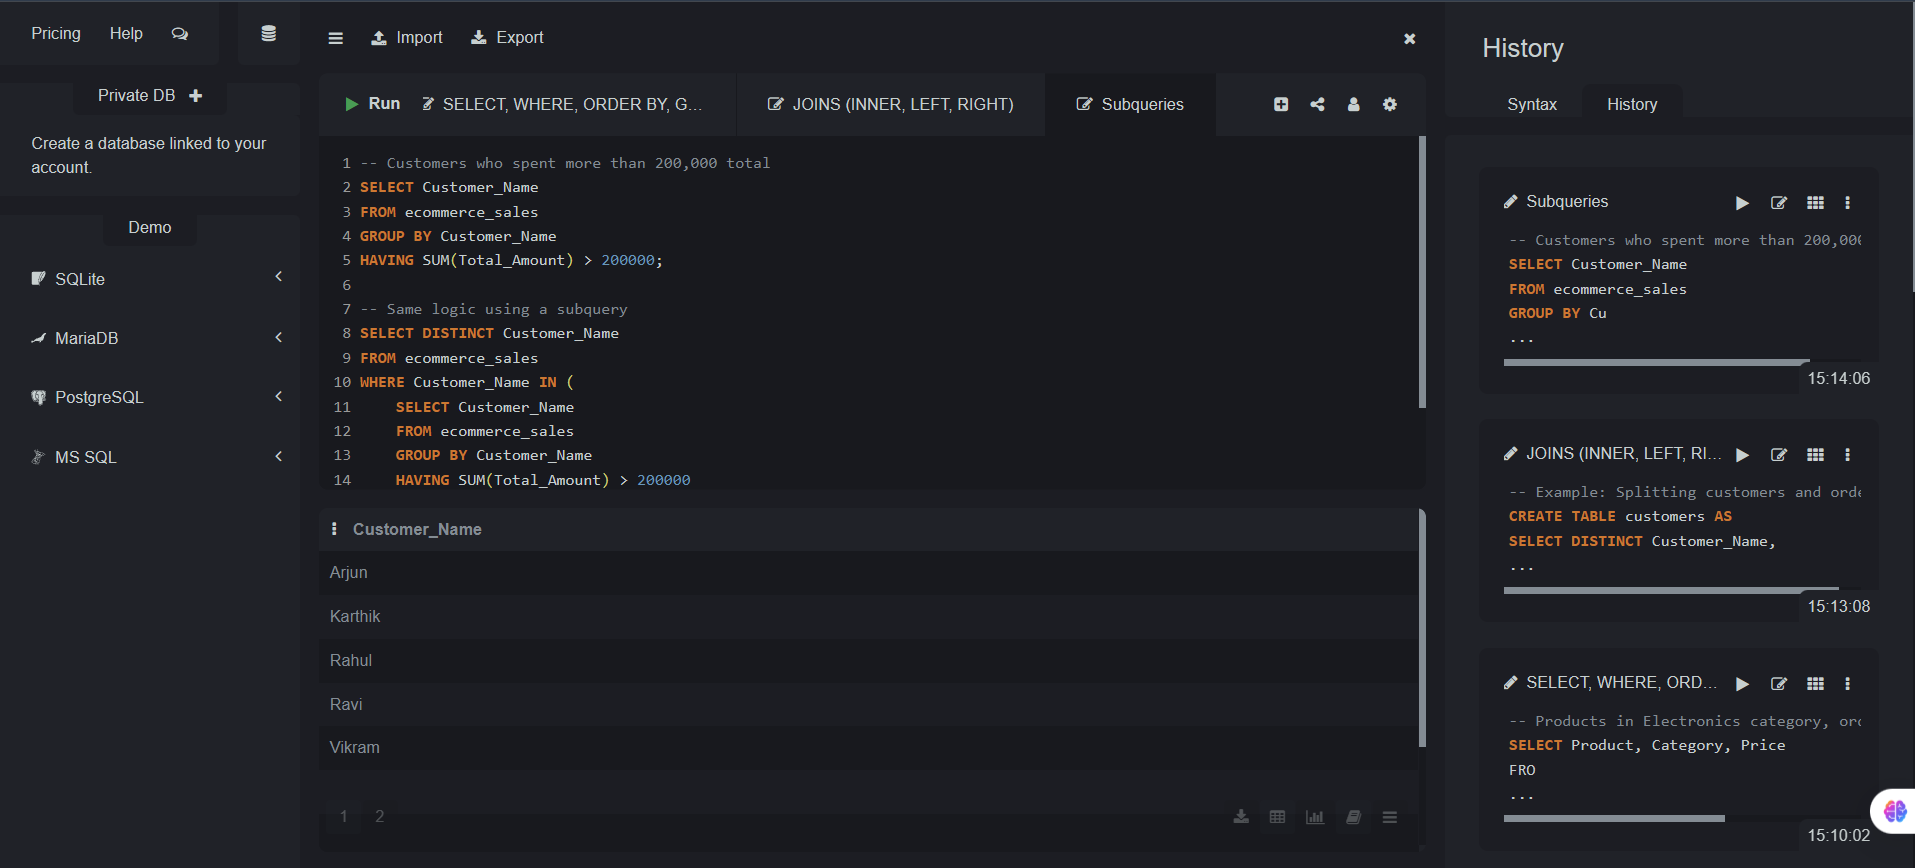 Pricing Help
Private DB
Create a database linked to your
account.
Demo
SQLite
MariaDB
PostgreSQL
MS SQL
Import Export
Run SELECT, WHERE, ORDER BY, G... JOINS (INNER, LEFT, RIGHT) Subqueries
1 -- Customers who spent more than 200,000 total
2 SELECT Customer_Name
3 FROM ecommerce_sales
4 GROUP BY Customer_Name
5 HAVING SUM(Total_Amount) > 200000;
6
7 -- Same logic using a subquery
8 SELECT DISTINCT Customer_Name
9 FROM ecommerce_sales
10 WHERE Customer_Name IN (
11 SELECT Customer_Name
12 FROM ecommerce_sales
13 GROUP BY Customer_Name
14 HAVING SUM(Total_Amount) > 200000
Customer_Name
Arjun
Karthik
Rahul
Ravi
Vikram
1 2
History
Syntax History
Subqueries
-- Customers who spent more than 200,000
SELECT Customer_Name
FROM ecommerce_sales
GROUP BY Cu
...
15:14:06
JOINS (INNER, LEFT, RI...
-- Example: Splitting customers and orde
CREATE TABLE customers AS
SELECT DISTINCT Customer_Name,
...
15:13:08
SELECT, WHERE, ORD...
-- Products in Electronics category, ord
SELECT Product, Category, Price
FRO
...
15:10:02